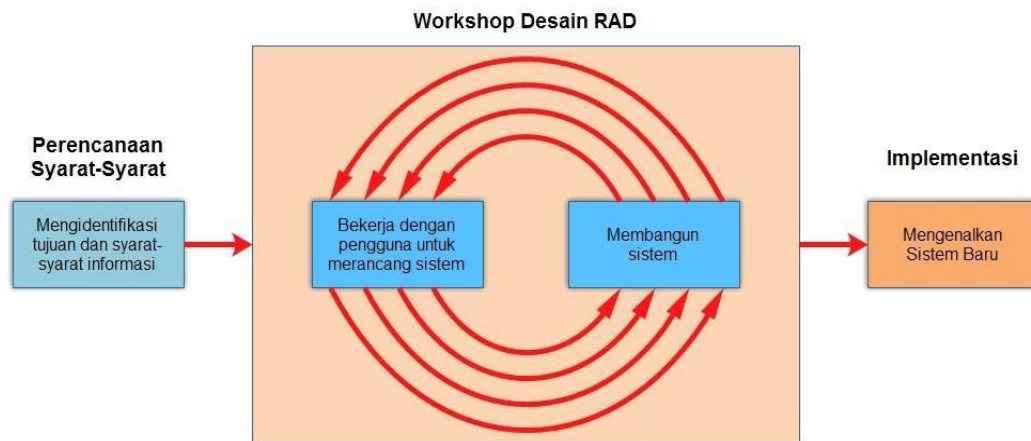 Workshop Desain RAD
Perencanaan
Syarat-Syarat
Mengidentifikasi
tujuan dan syarat-
syarat informasi
Bekerja dengan
pengguna untuk
merancang sistem
Membangun
sistem
Implementasi
Mengenalkan
Sistem Baru